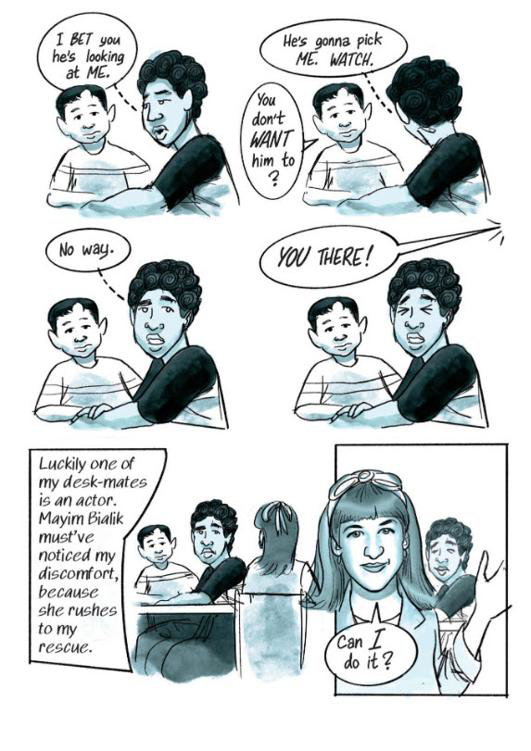 I BET you
he's looking
at ME.
He's gonna pick
ME. WATCH.
You
don't
WANT
him to
?
No way.
YOU THERE!
Luckily one of
my desk-mates
is an actor.
Mayim Bialik
must've
noticed my
discomfort,
because
she rushes
to my
rescue.
Can I
do it?